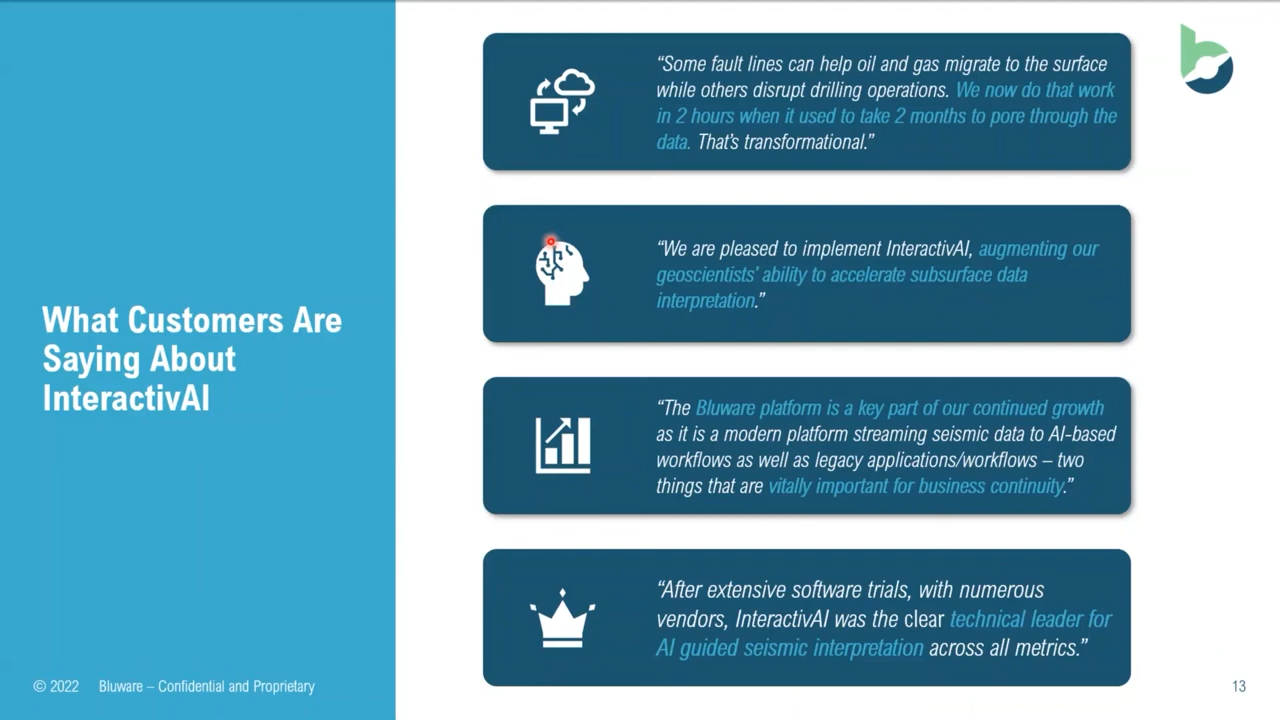 What Customers Are
Saying About
InteractivAI
“Some fault lines can help oil and gas migrate to the surface
while others disrupt drilling operations. We now do that work
in 2 hours when it used to take 2 months to pore through the
data. That’s transformational.”
“We are pleased to implement InteractivAI, augmenting our
geoscientists’ ability to accelerate subsurface data
interpretation.”
“The Bluware platform is a key part of our continued growth
as it is a modern platform streaming seismic data to AI-based
workflows as well as legacy applications/workflows – two
things that are vitally important for business continuity.”
“After extensive software trials, with numerous
vendors, InteractivAI was the clear technical leader for
AI guided seismic interpretation across all metrics.”
© 2022 Bluware – Confidential and Proprietary
13